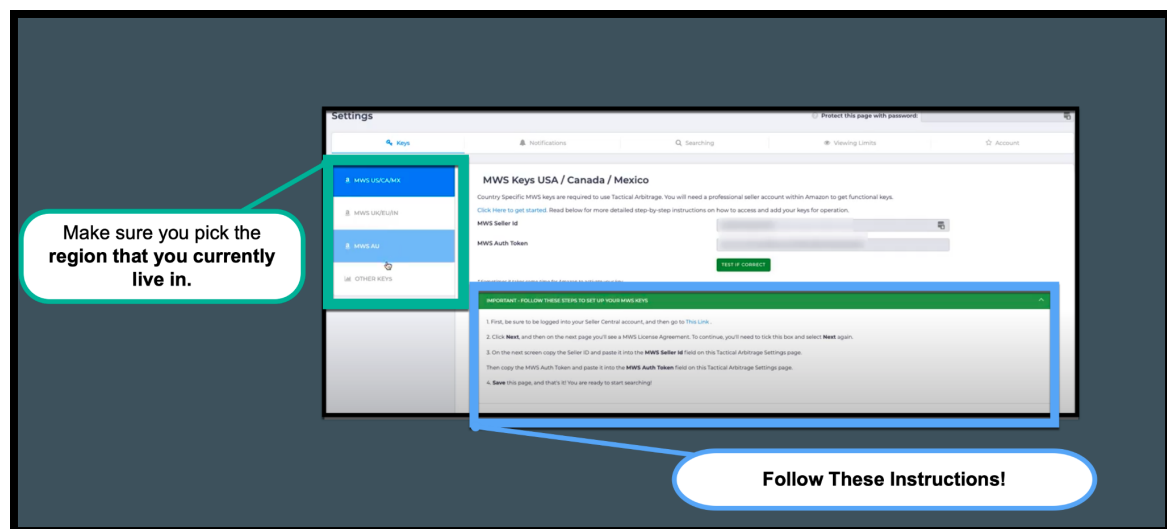 Settings
Protect this page with password:
Keys
Notifications
Searching
Viewing Limits
Account
MWS US/CA/MX
MWS UK/EU/IN
MWS AU
OTHER KEYS
MWS Keys USA / Canada / Mexico
Country Specific MWS keys are required to use Tactical Arbitrage. You will need a professional seller account within Amazon to get functional keys.
Click Here to get started. Read below for more detailed step-by-step instructions on how to access and add your keys for operation.
MWS Seller Id
MWS Auth Token
TEST IF CORRECT
IMPORTANT - FOLLOW THESE STEPS TO SET UP YOUR MWS KEYS
1. First, be sure to be logged into your Seller Central account, and then go to This Link .
2. Click Next, and then on the next page you'll see a MWS License Agreement. To continue, you'll need to tick this box and select Next again.
3. On the next screen copy the Seller ID and paste it into the MWS Seller Id field on this Tactical Arbitrage Settings page.
Then copy the MWS Auth Token and paste it into the MWS Auth Token field on this Tactical Arbitrage Settings page.
4. Save this page, and that's it! You are ready to start searching!
Make sure you pick the
region that you currently
live in.
Follow These Instructions!